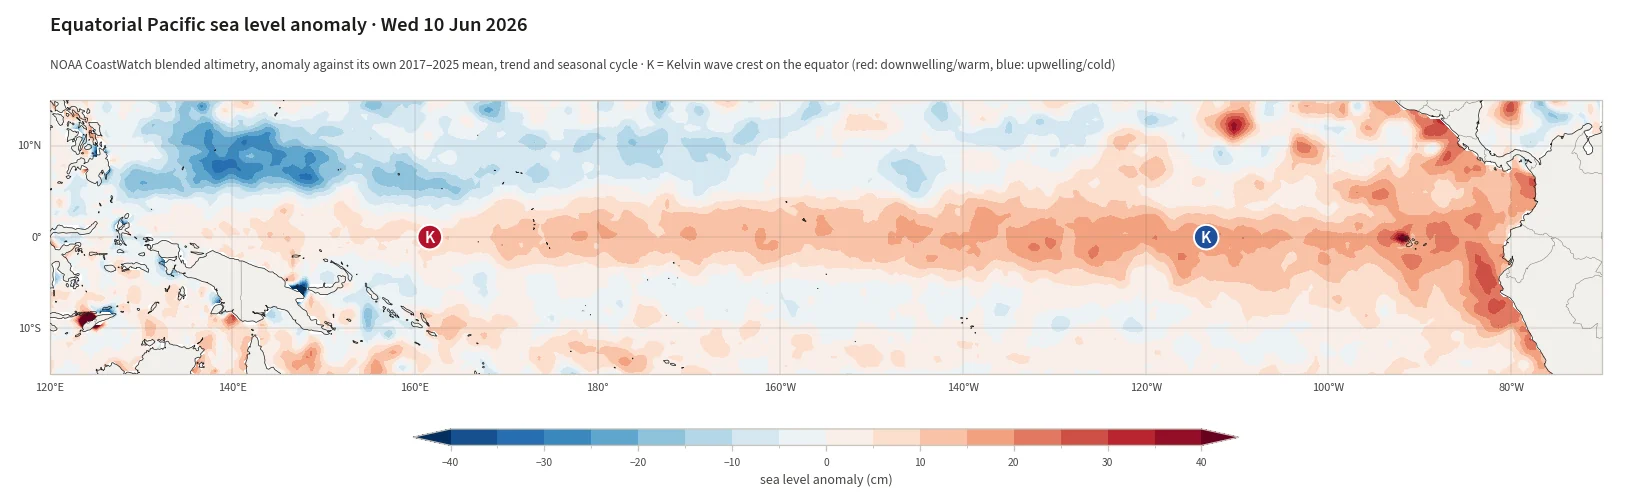 Equatorial Pacific sea level anomaly · Wed 10 Jun 2026
NOAA CoastWatch blended altimetry, anomaly against its own 2017–2025 mean, trend and seasonal cycle · K = Kelvin wave crest on the equator (red: downwelling/warm, blue: upwelling/cold)
10°N
0°
K
K
10°S
120°E 140°E 160°E 180° 160°W 140°W 120°W 100°W 80°W
−40 −30 −20 −10 0 10 20 30 40
sea level anomaly (cm)